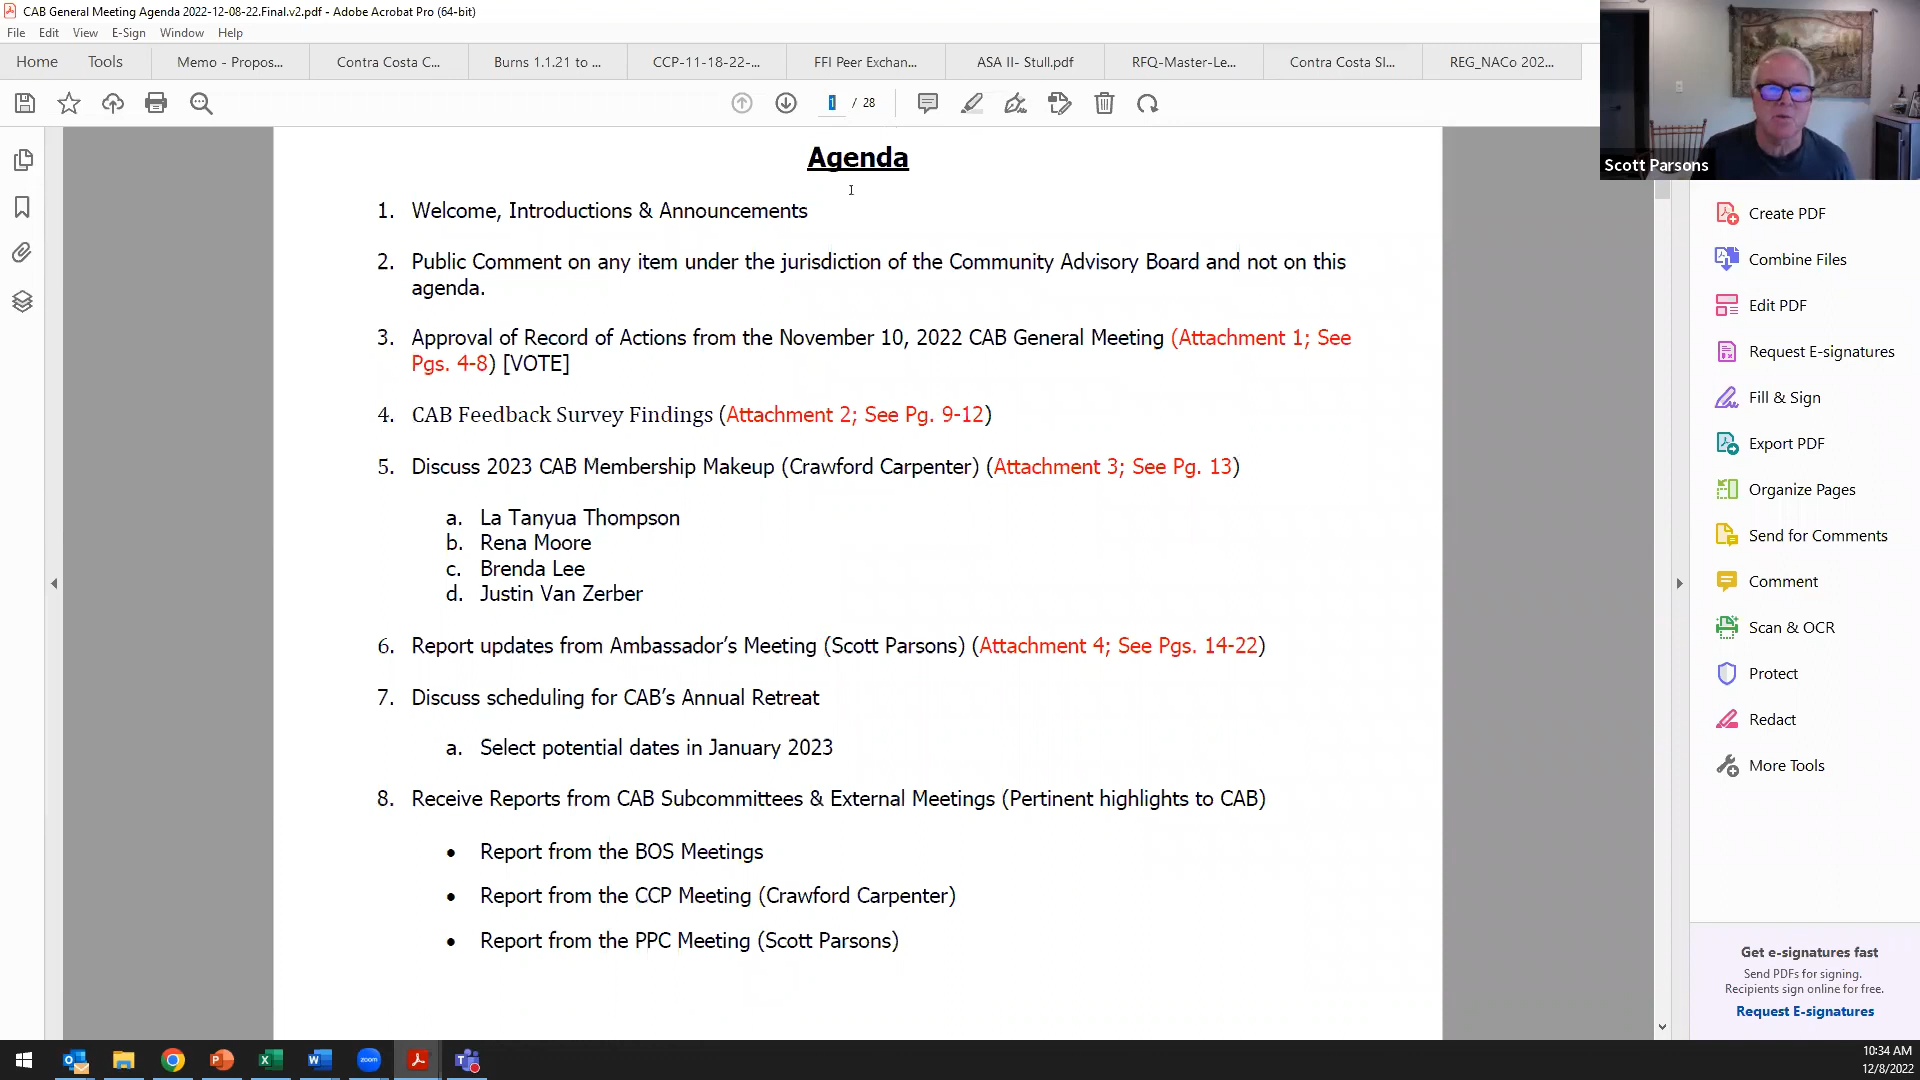 CAB General Meeting Agenda 2022-12-08-22.Final.v2.pdf - Adobe Acrobat Pro (64-bit)
File Edit View E-Sign Window Help
Home Tools Memo - Propos... Contra Costa C... Burns 1.1.21 to ... CCP-11-18-22-... FFI Peer Exchan... ASA II- Stull.pdf RFQ-Master-Le... Contra Costa SI... REG_NACo 202...
1 / 28
Scott Parsons
Agenda
1. Welcome, Introductions & Announcements
2. Public Comment on any item under the jurisdiction of the Community Advisory Board and not on this
agenda.
3. Approval of Record of Actions from the November 10, 2022 CAB General Meeting (Attachment 1; See
Pgs. 4-8) [VOTE]
4. CAB Feedback Survey Findings (Attachment 2; See Pg. 9-12)
5. Discuss 2023 CAB Membership Makeup (Crawford Carpenter) (Attachment 3; See Pg. 13)
a. La Tanyua Thompson
b. Rena Moore
c. Brenda Lee
d. Justin Van Zerber
6. Report updates from Ambassador's Meeting (Scott Parsons) (Attachment 4; See Pgs. 14-22)
7. Discuss scheduling for CAB's Annual Retreat
a. Select potential dates in January 2023
8. Receive Reports from CAB Subcommittees & External Meetings (Pertinent highlights to CAB)
• Report from the BOS Meetings
• Report from the CCP Meeting (Crawford Carpenter)
• Report from the PPC Meeting (Scott Parsons)
Create PDF
Combine Files
Edit PDF
Request E-signatures
Fill & Sign
Export PDF
Organize Pages
Send for Comments
Comment
Scan & OCR
Protect
Redact
More Tools
Get e-signatures fast
Send PDFs for signing.
Recipients sign online for free.
Request E-signatures
zoom
10:34 AM
12/8/2022